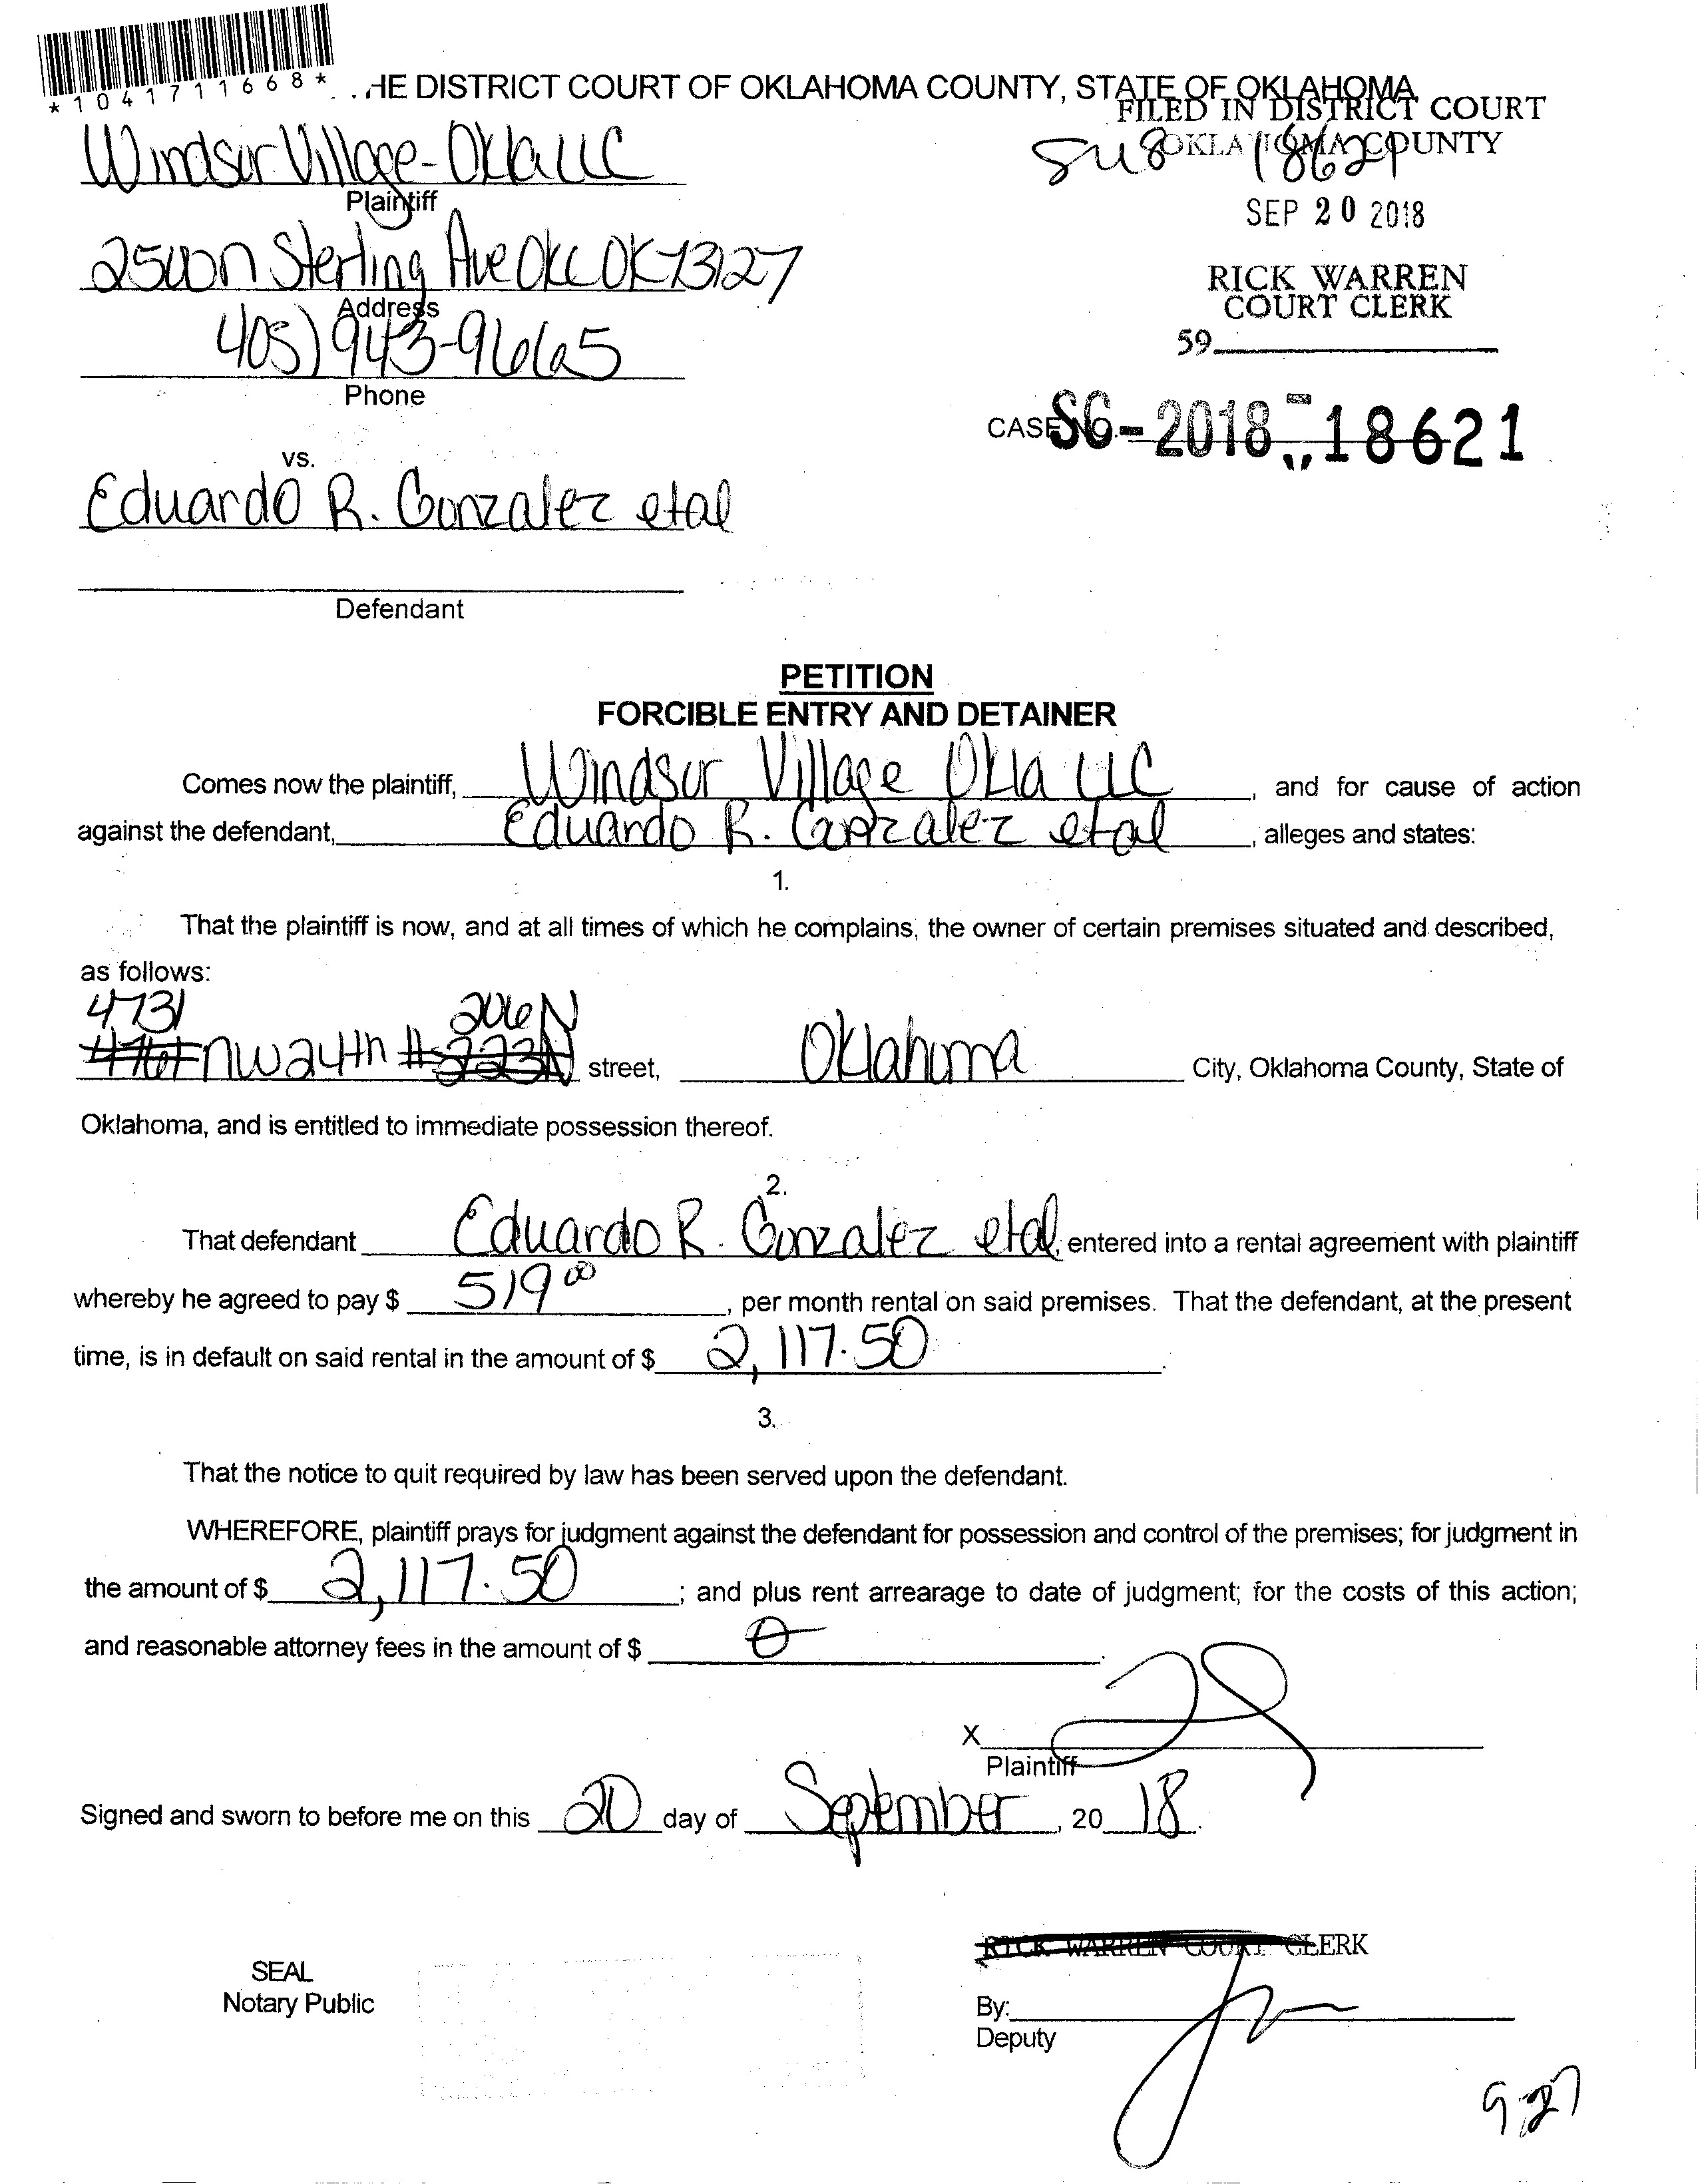 *1041711668*
HE DISTRICT COURT OF OKLAHOMA COUNTY, STATE OF OKLAHOMA
FILED IN DISTRICT COURT
OKLAHOMA COUNTY
18621
SEP 20 2018
RICK WARREN
COURT CLERK
59
Windsor Village-Okla LLC
Plaintiff
2500 N Sterling Ave OKC OK 73127
Address
405) 943-9665
Phone
CASE NO. SC-2018-18621
vs.
Eduardo R. Gonzalez etal
Defendant
PETITION
FORCIBLE ENTRY AND DETAINER
Comes now the plaintiff, Windsor Village Okla LLC, and for cause of action
against the defendant, Eduardo R. Gonzalez etal, alleges and states:
1.
That the plaintiff is now, and at all times of which he complains, the owner of certain premises situated and described,
as follows:
4731 206N
NW 24th # 223N street, Oklahoma City, Oklahoma County, State of
Oklahoma, and is entitled to immediate possession thereof.
2.
That defendant Eduardo R. Gonzalez etal, entered into a rental agreement with plaintiff
whereby he agreed to pay $ 519 00, per month rental on said premises. That the defendant, at the present
time, is in default on said rental in the amount of $ 2,117.50.
3.
That the notice to quit required by law has been served upon the defendant.
WHEREFORE, plaintiff prays for judgment against the defendant for possession and control of the premises; for judgment in
the amount of $ 2,117.50; and plus rent arrearage to date of judgment; for the costs of this action;
and reasonable attorney fees in the amount of $ 0.
X
Plaintiff
Signed and sworn to before me on this 20 day of September, 20 18.
RICK WARREN COURT CLERK
SEAL
Notary Public
By:
Deputy
9 27